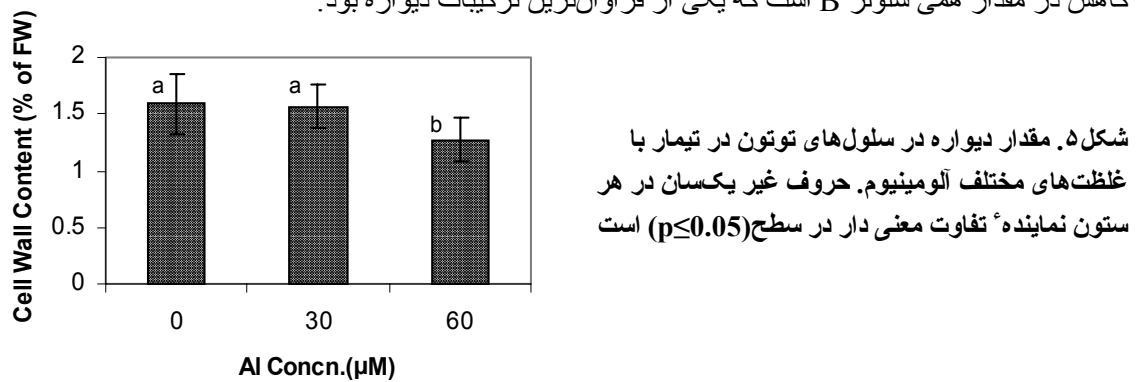 کاهش در مقدار همی سلولز B است که یکی از فراوان‌ترین ترکیبات دیواره بود.
Cell Wall Content (% of FW)
2
1.5
1
0.5
0
a
a
b
0 30 60
Al Concn.(µM)
شکل۵. مقدار دیواره در سلول‌های توتون در تیمار با
غلظت‌های مختلف آلومینیوم. حروف غیر یک‌سان در هر
ستون نمایندهٔ تفاوت معنی دار در سطح(p≤0.05) است